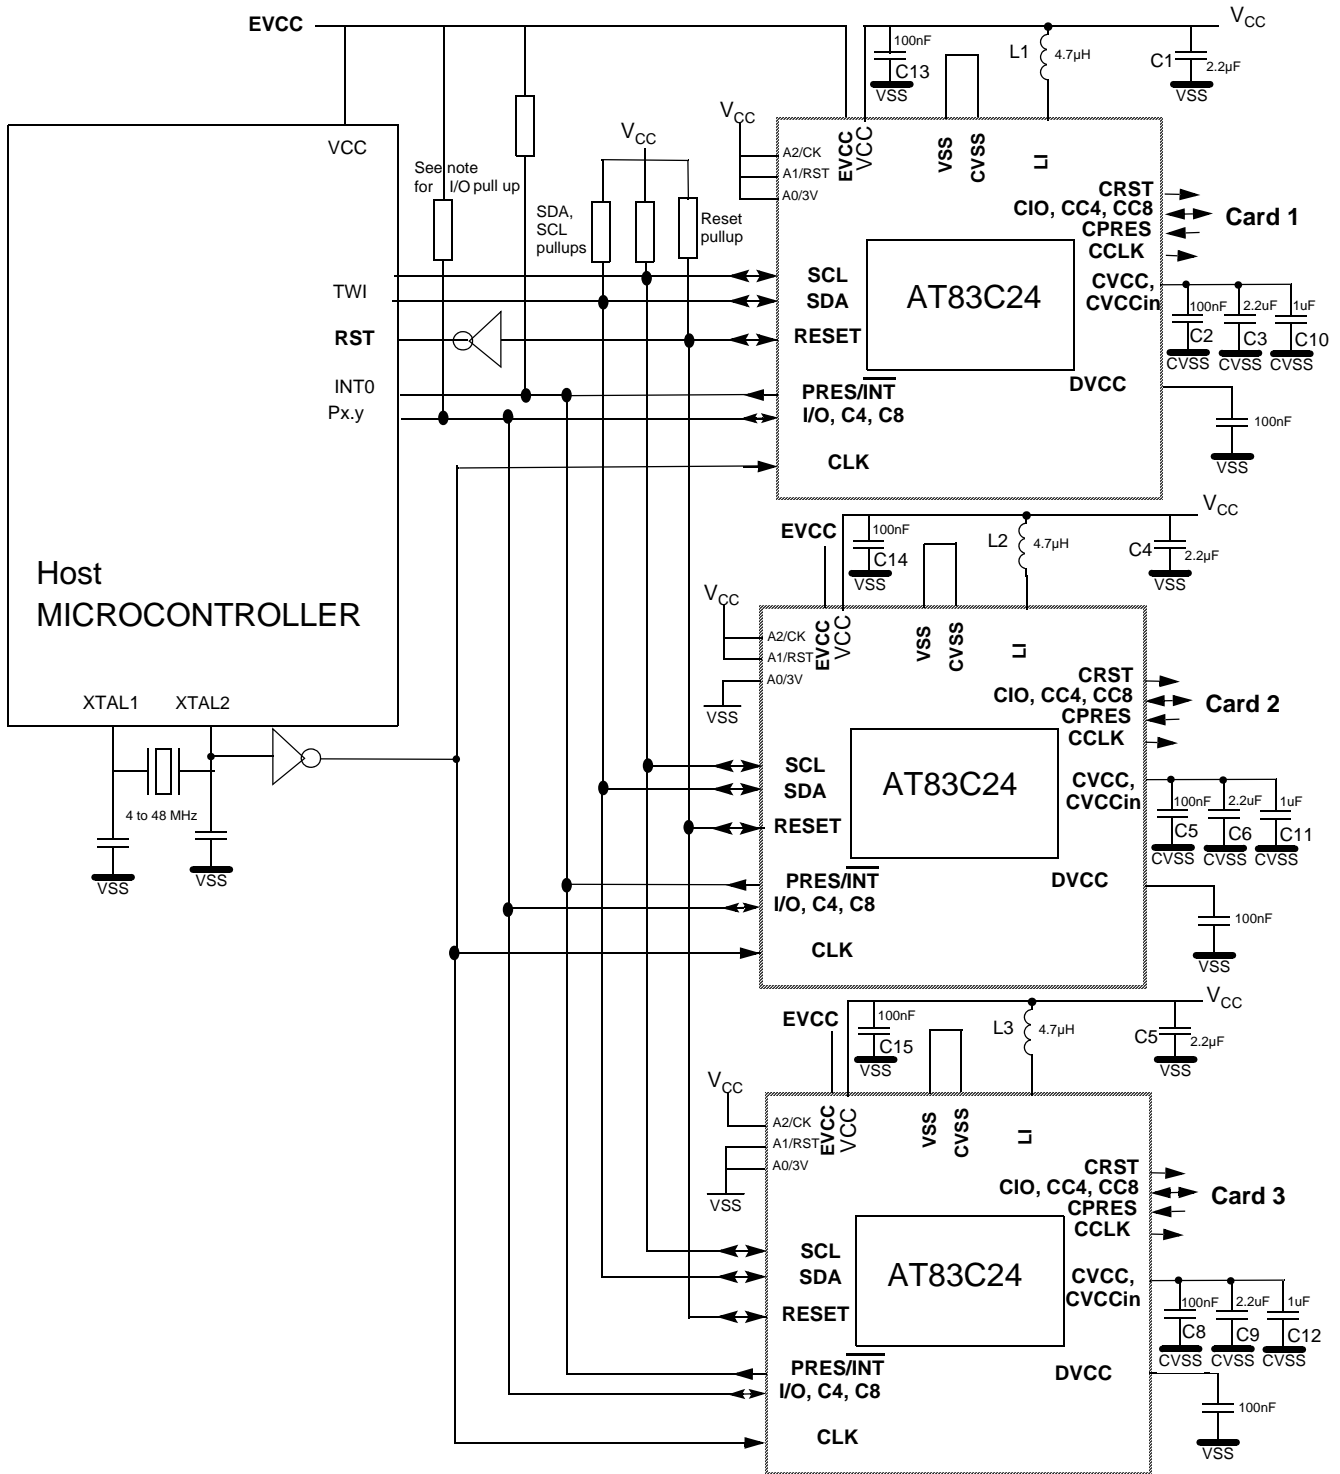 EVCC
VCC
See note
for I/O pull up
SDA,
SCL
pullups
VCC
Reset
pullup
TWI
RST
INT0
Px.y
Host
MICROCONTROLLER
XTAL1
XTAL2
4 to 48 MHz
VSS
VSS
VCC
100nF
C13
VSS
L1
4.7µH
C1
2.2µF
VSS
VCC
A2/CK
A1/RST
A0/3V
EVCC
VCC
VSS
CVSS
LI
CRST
CIO, CC4, CC8
CPRES
CCLK
Card 1
SCL
SDA
RESET
AT83C24
CVCC,
CVCCin
100nF
C2
CVSS
2.2uF
C3
CVSS
1uF
C10
CVSS
PRES/INT
I/O, C4, C8
DVCC
100nF
VSS
CLK
VCC
EVCC
100nF
C14
VSS
L2
4.7µH
C4
2.2µF
VSS
VCC
A2/CK
A1/RST
A0/3V
VSS
EVCC
VCC
VSS
CVSS
LI
CRST
CIO, CC4, CC8
CPRES
CCLK
Card 2
SCL
SDA
RESET
AT83C24
CVCC,
CVCCin
100nF
C5
CVSS
2.2uF
C6
CVSS
1uF
C11
CVSS
PRES/INT
I/O, C4, C8
DVCC
100nF
VSS
CLK
VCC
EVCC
100nF
C15
VSS
L3
4.7µH
C5
2.2µF
VSS
VCC
A2/CK
A1/RST
A0/3V
VSS
EVCC
VCC
VSS
CVSS
LI
CRST
CIO, CC4, CC8
CPRES
CCLK
Card 3
SCL
SDA
RESET
AT83C24
CVCC,
CVCCin
100nF
C8
CVSS
2.2uF
C9
CVSS
1uF
C12
CVSS
PRES/INT
I/O, C4, C8
DVCC
100nF
VSS
CLK